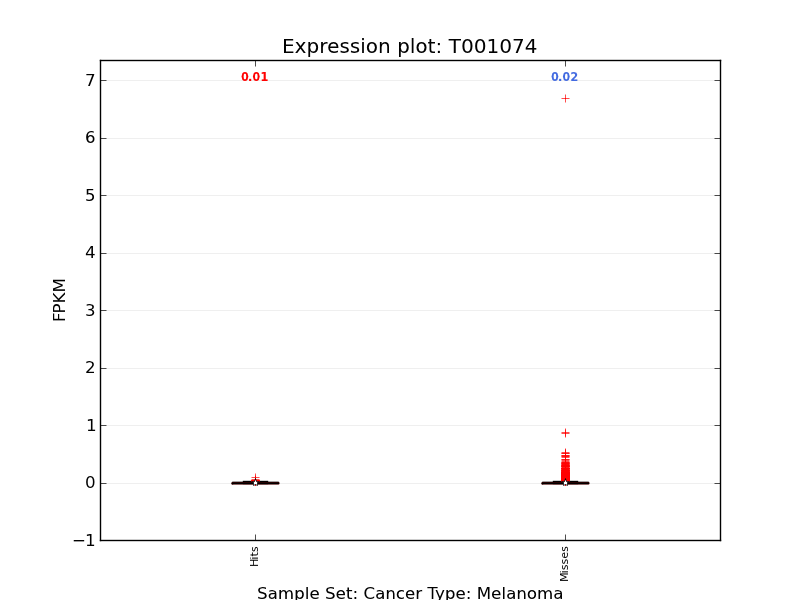 Expression plot: T001074
0.01
0.02
7
6
5
4
3
2
1
0
−1
FPKM
Hits
Misses
Sample Set: Cancer Type: Melanoma